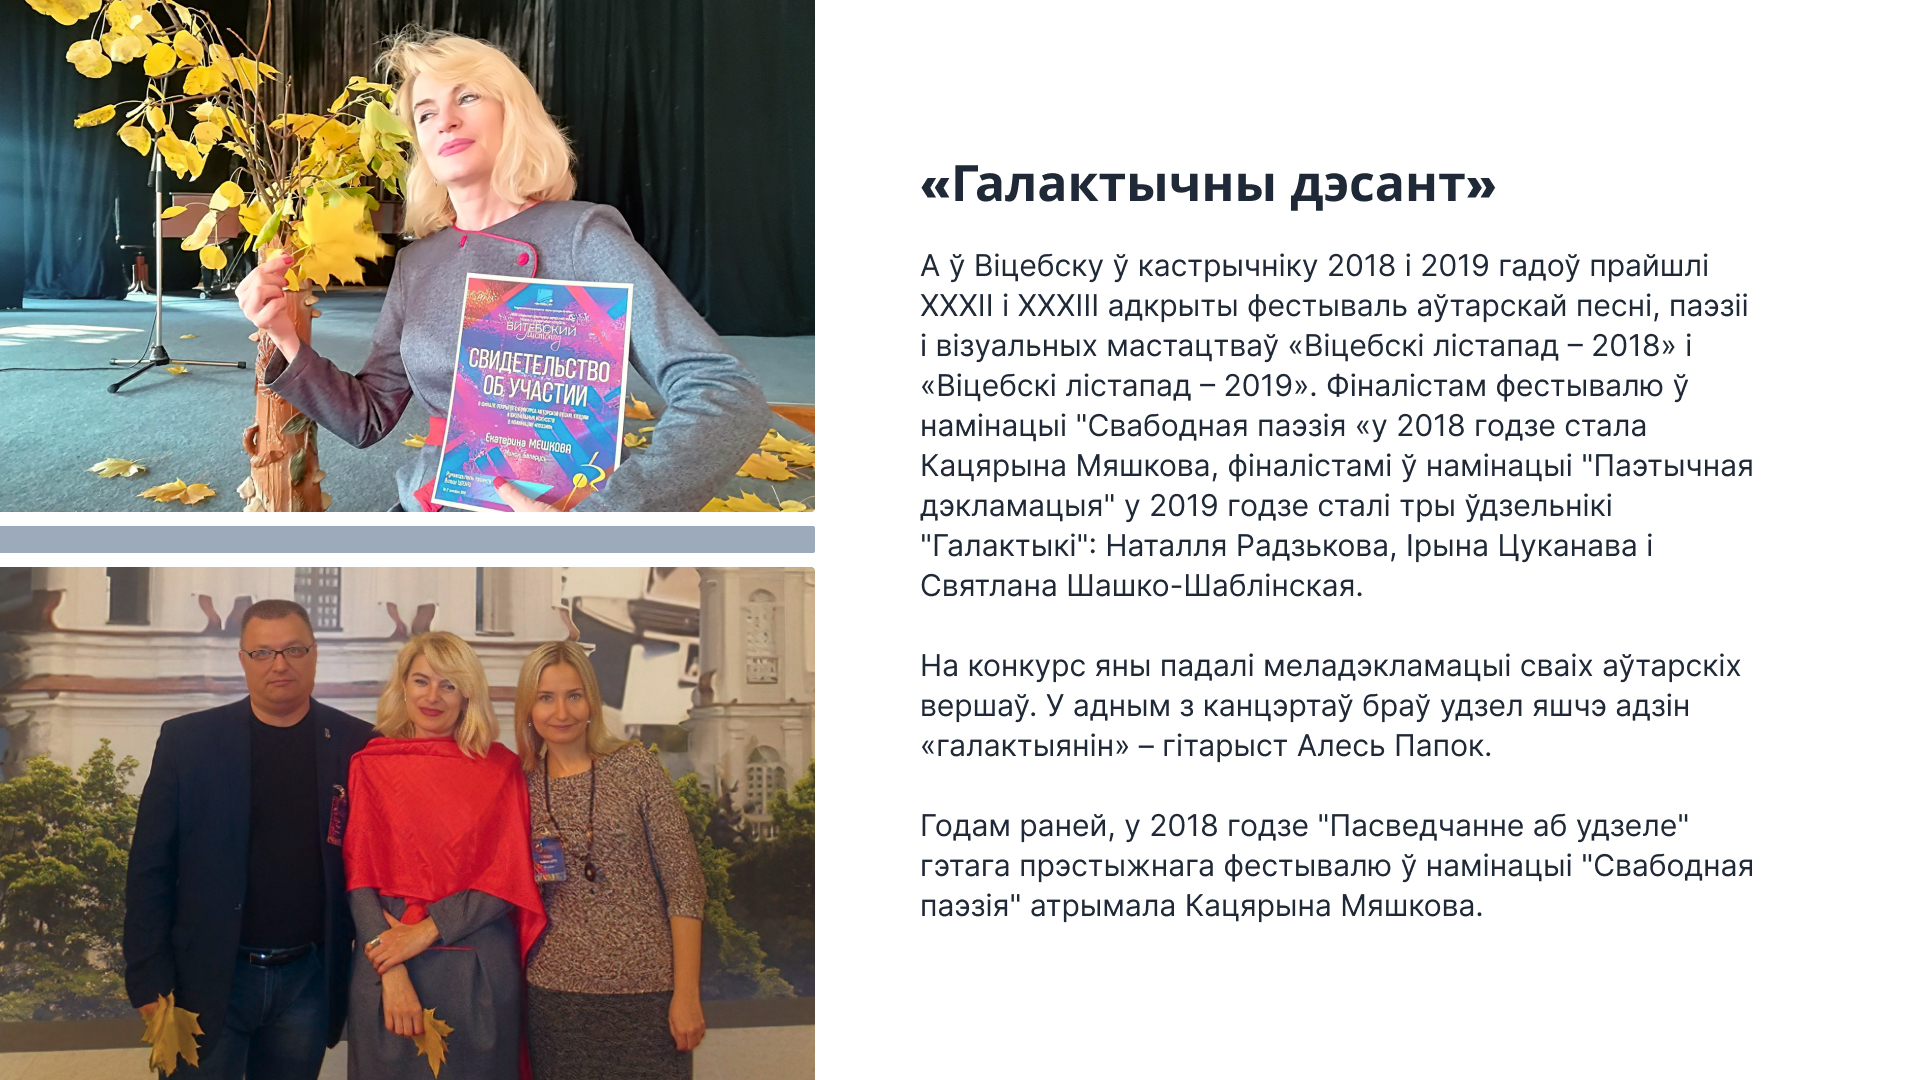 ВИТЕБСКИЙ
листопад
СВИДЕТЕЛЬСТВО
ОБ УЧАСТИИ
Екатерина МЕШКОВА
«Галактычны дэсант»
А ў Віцебску ў кастрычніку 2018 і 2019 гадоў прайшлі
XXXII і XXXIII адкрыты фестываль аўтарскай песні, паэзіі
і візуальных мастацтваў «Віцебскі лістапад – 2018» і
«Віцебскі лістапад – 2019». Фіналістам фестывалю ў
намінацыі "Свабодная паэзія «у 2018 годзе стала
Кацярына Мяшкова, фіналістамі ў намінацыі "Паэтычная
дэкламацыя" у 2019 годзе сталі тры ўдзельнікі
"Галактыкі": Наталля Радзькова, Ірына Цуканава і
Святлана Шашко-Шаблінская.
На конкурс яны падалі меладэкламацыі сваіх аўтарскіх
вершаў. У адным з канцэртаў браў удзел яшчэ адзін
«галактыянін» – гітарыст Алесь Папок.
Годам раней, у 2018 годзе "Пасведчанне аб удзеле"
гэтага прэстыжнага фестывалю ў намінацыі "Свабодная
паэзія" атрымала Кацярына Мяшкова.